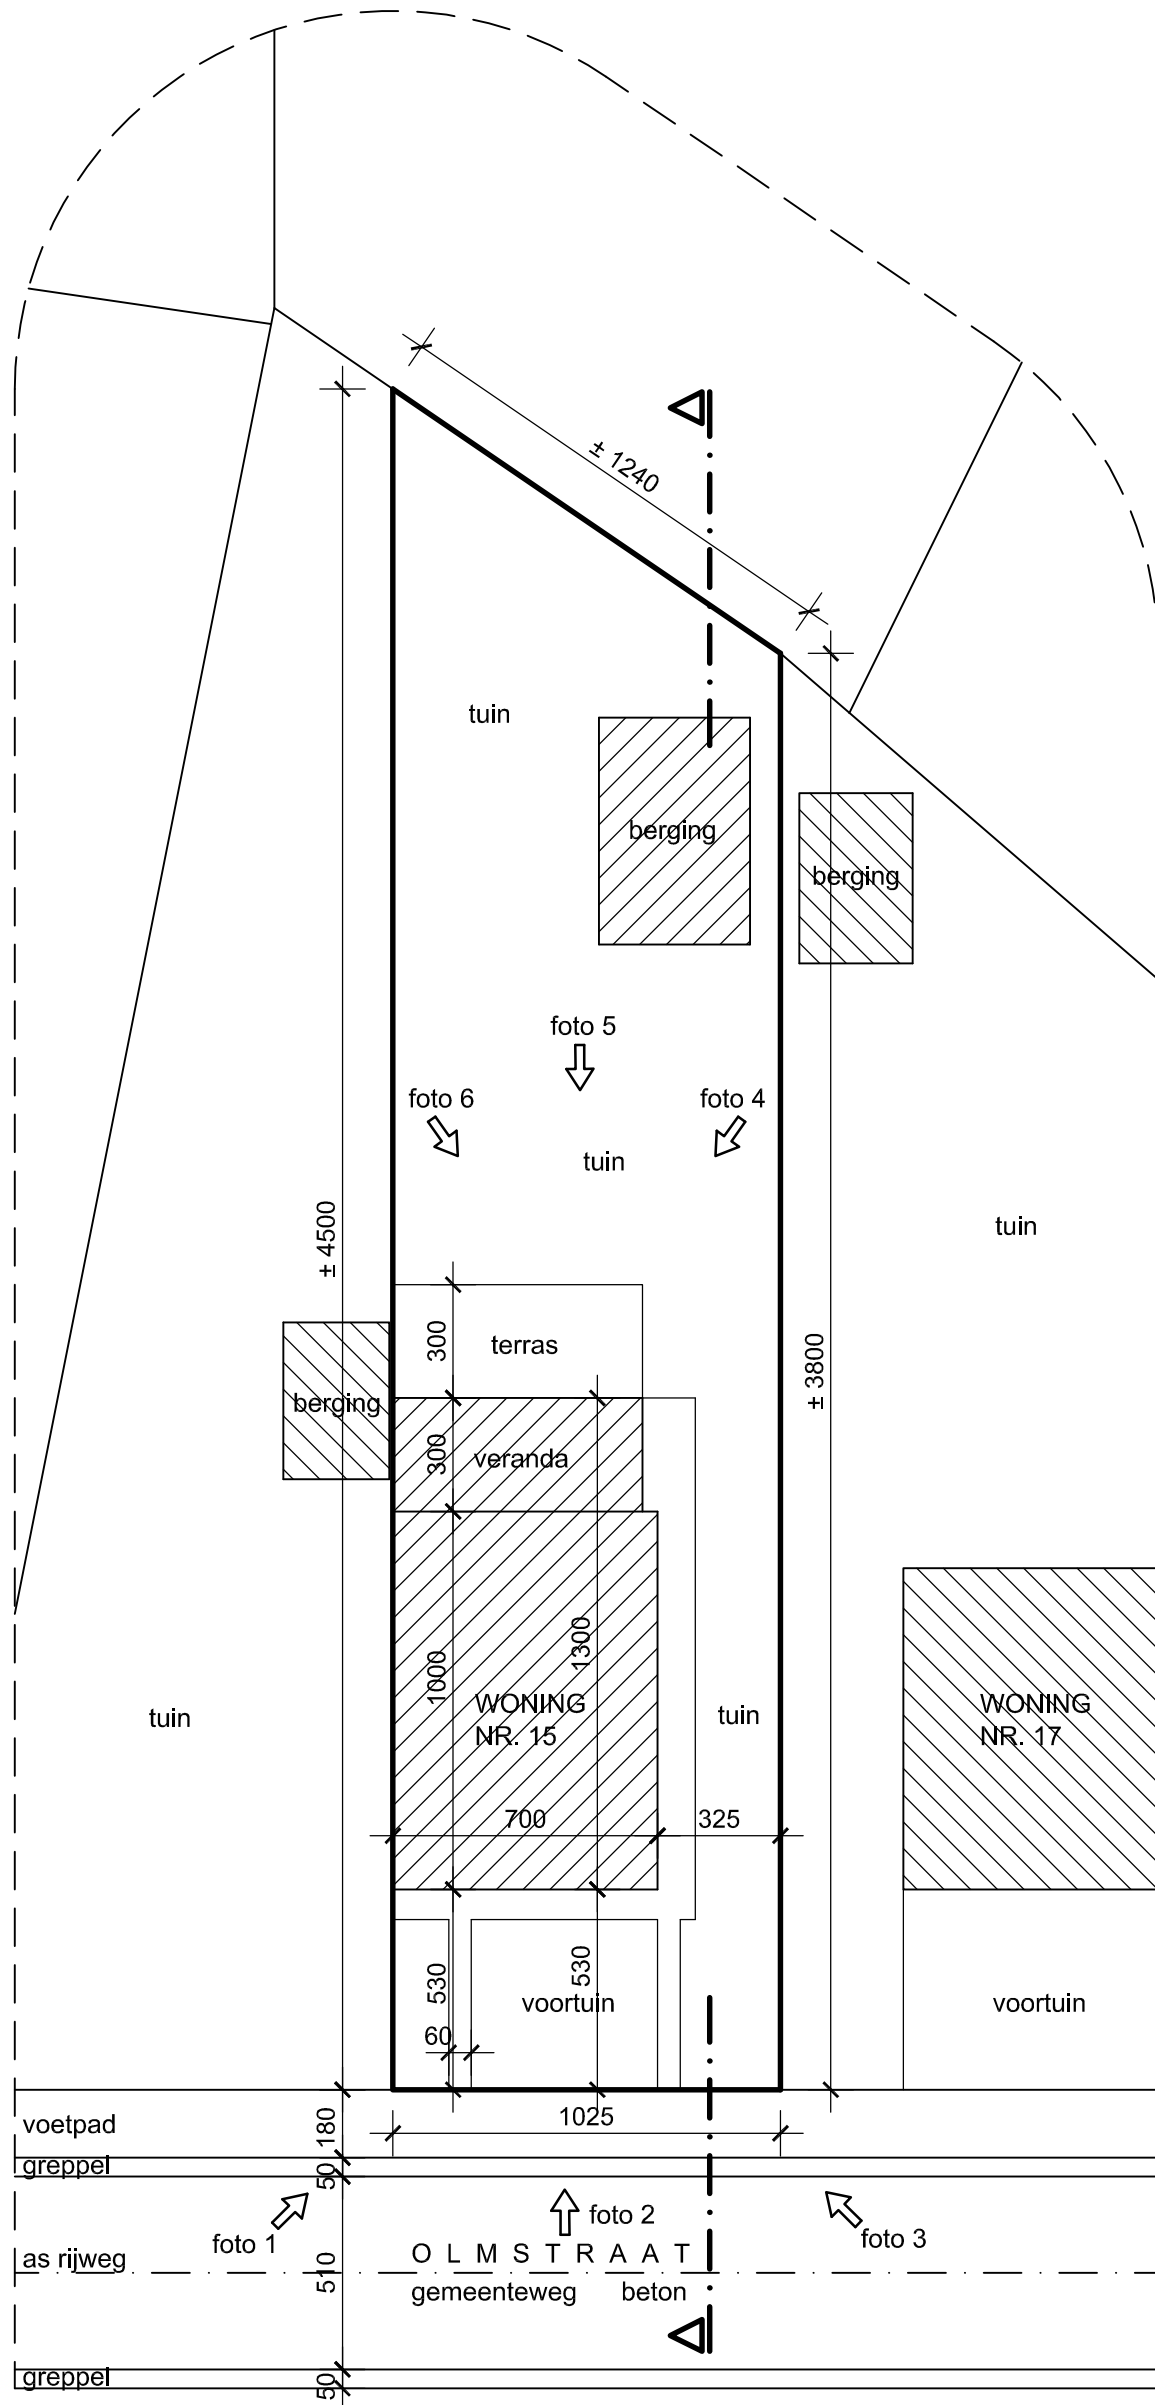 ± 1240
tuin
berging
berging
foto 5
foto 6
foto 4
tuin
± 4500
tuin
300
terras
± 3800
berging
300
veranda
1300
1000
WONING
NR. 15
tuin
tuin
WONING
NR. 17
700
325
530
530
voortuin
voortuin
60
1025
voetpad
180
greppel
50
foto 1
foto 2
foto 3
OLMSTRAAT
as rijweg
510
gemeenteweg beton
greppel
50